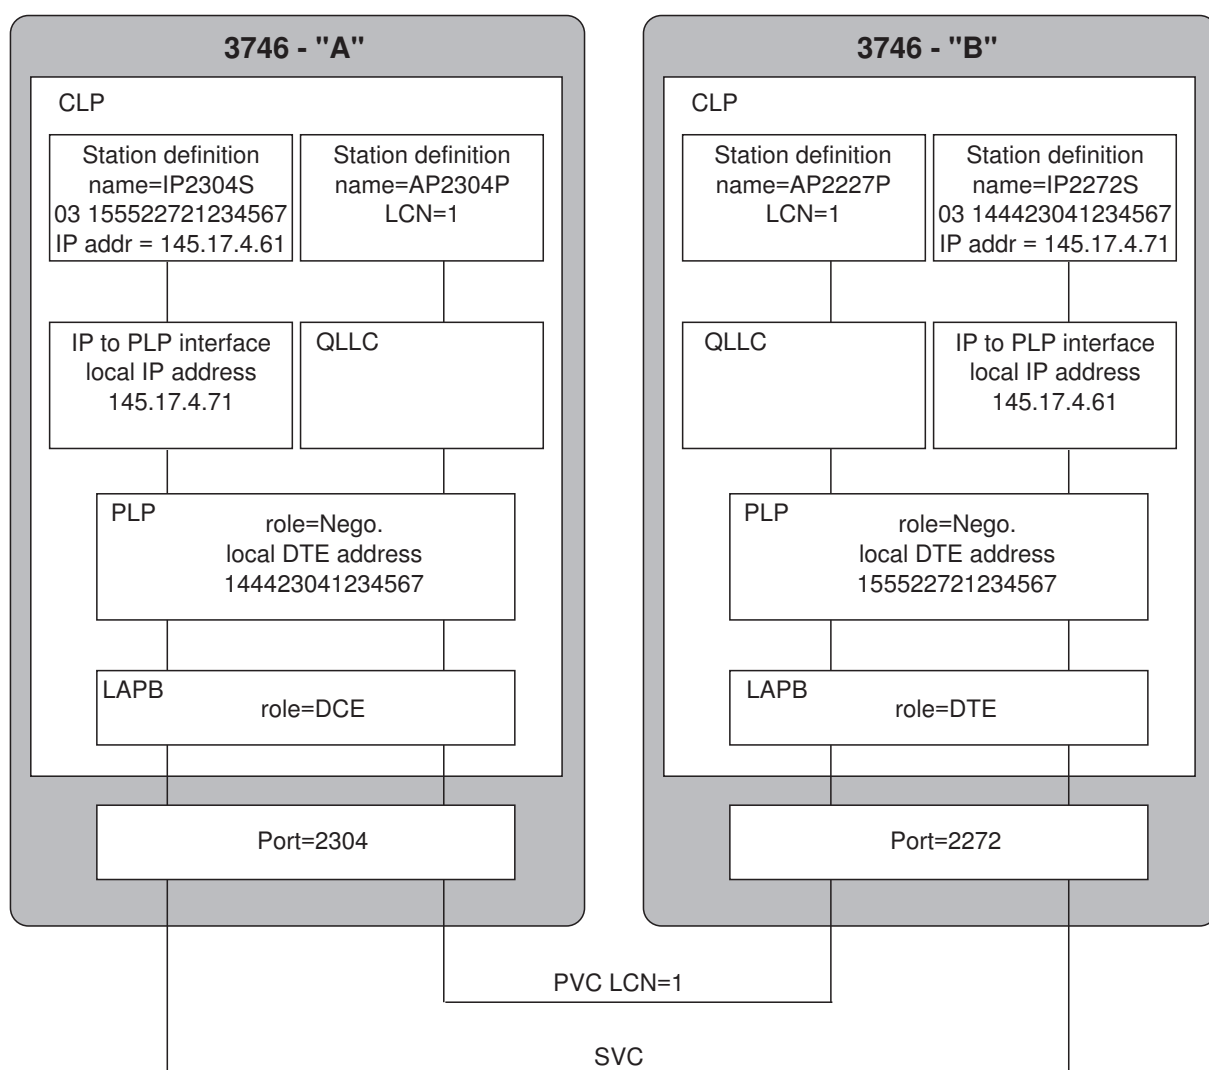 3746 - "A"
CLP
Station definition
name=IP2304S
03 155522721234567
IP addr = 145.17.4.61
Station definition
name=AP2304P
LCN=1
IP to PLP interface
local IP address
145.17.4.71
QLLC
PLP
role=Nego.
local DTE address
144423041234567
LAPB
role=DCE
Port=2304
3746 - "B"
CLP
Station definition
name=AP2227P
LCN=1
Station definition
name=IP2272S
03 144423041234567
IP addr = 145.17.4.71
QLLC
IP to PLP interface
local IP address
145.17.4.61
PLP
role=Nego.
local DTE address
155522721234567
LAPB
role=DTE
Port=2272
PVC LCN=1
SVC